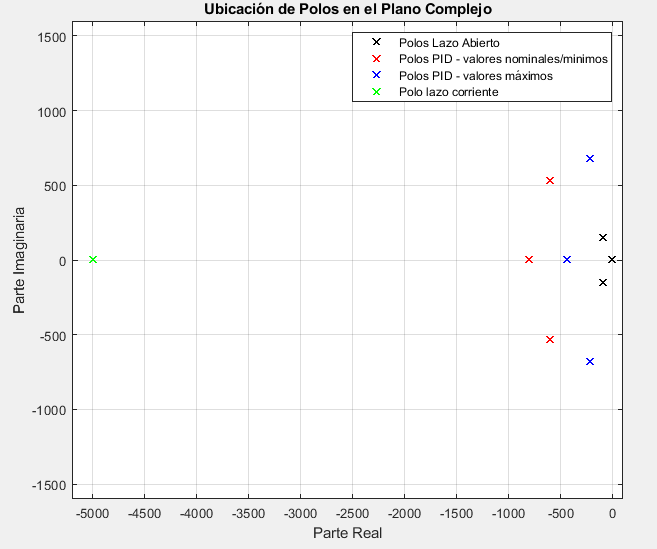 Ubicación de Polos en el Plano Complejo
Polos Lazo Abierto
Polos PID - valores nominales/minimos
Polos PID - valores máximos
Polo lazo corriente
1500
1000
500
0
-500
-1000
-1500
Parte Imaginaria
-5000 -4500 -4000 -3500 -3000 -2500 -2000 -1500 -1000 -500 0
Parte Real